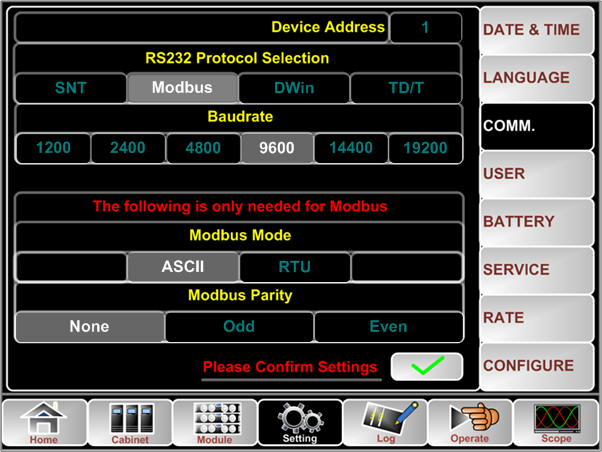 Device Address 1
RS232 Protocol Selection
SNT Modbus DWin TD/T
Baudrate
1200 2400 4800 9600 14400 19200
The following is only needed for Modbus
Modbus Mode
ASCII RTU
Modbus Parity
None Odd Even
Please Confirm Settings
DATE & TIME
LANGUAGE
COMM.
USER
BATTERY
SERVICE
RATE
CONFIGURE
Home Cabinet Module Setting Log Operate Scope